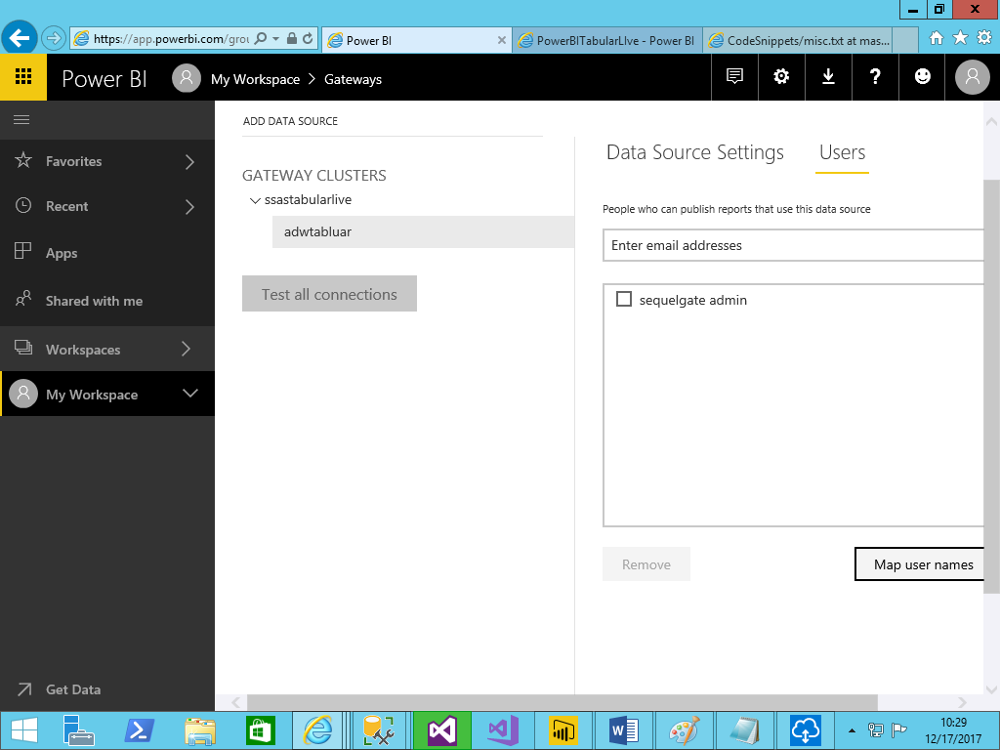 https://app.powerbi.com/grou
Power BI
PowerBITabularLIve - Power BI
CodeSnippets/misc.txt at mas...
Power BI
My Workspace
Gateways
Favorites
Recent
Apps
Shared with me
Workspaces
My Workspace
Get Data
ADD DATA SOURCE
GATEWAY CLUSTERS
ssastabularlive
adwtabluar
Test all connections
Data Source Settings
Users
People who can publish reports that use this data source
Enter email addresses
sequelgate admin
Remove
Map user names
10:29
12/17/2017